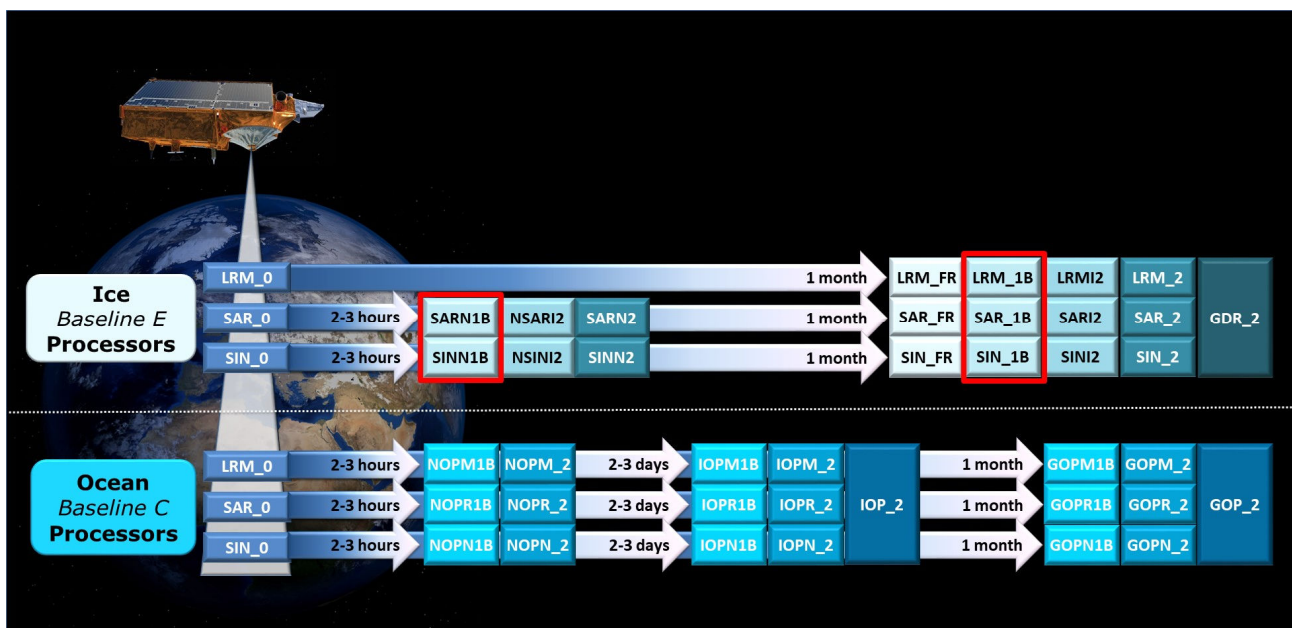 Ice
Baseline E
Processors
LRM_0 1 month LRM_FR LRM_1B LRMI2 LRM_2
SAR_0 2-3 hours SARN1B NSARI2 SARN2 1 month SAR_FR SAR_1B SARI2 SAR_2 GDR_2
SIN_0 2-3 hours SINN1B NSINI2 SINN2 1 month SIN_FR SIN_1B SINI2 SIN_2
Ocean
Baseline C
Processors
LRM_0 2-3 hours NOPM1B NOPM_2 2-3 days IOPM1B IOPM_2 1 month GOPM1B GOPM_2
SAR_0 2-3 hours NOPR1B NOPR_2 2-3 days IOPR1B IOPR_2 IOP_2 1 month GOPR1B GOPR_2 GOP_2
SIN_0 2-3 hours NOPN1B NOPN_2 2-3 days IOPN1B IOPN_2 1 month GOPN1B GOPN_2